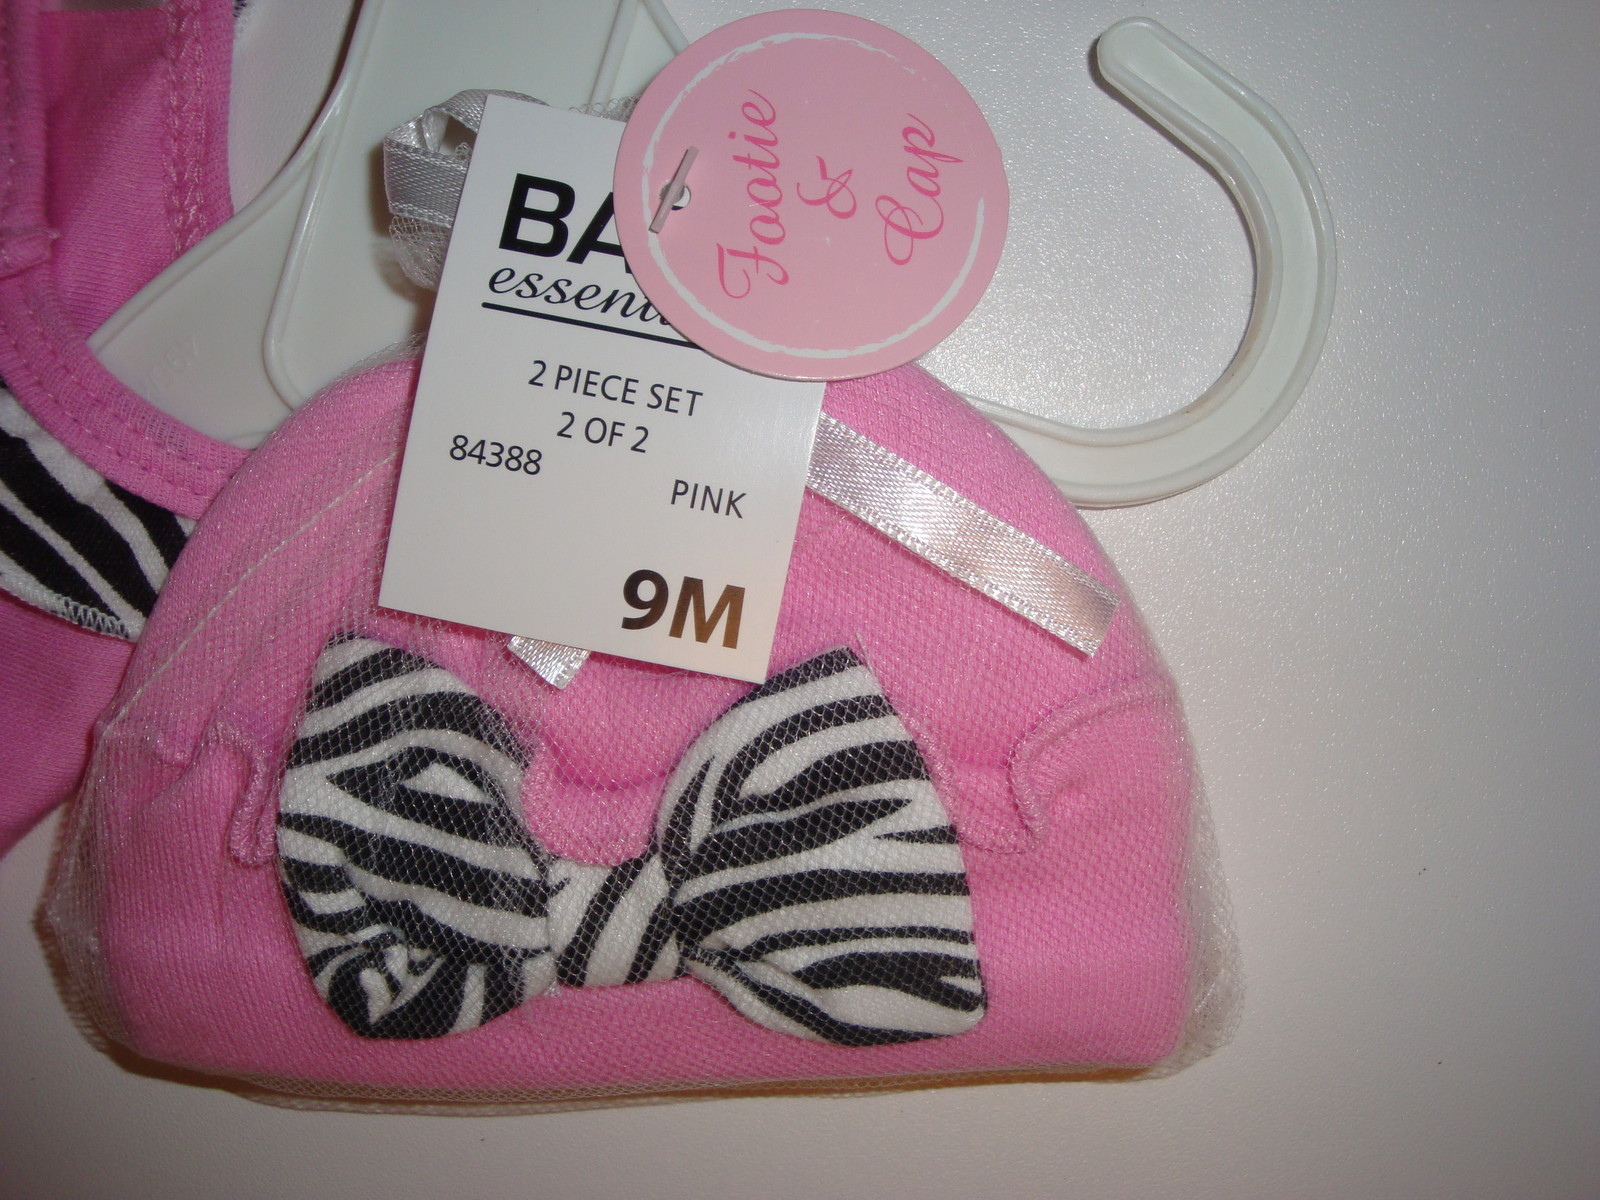 Footie
&
Cap
BA
essenti
2 PIECE SET
2 OF 2
84388
PINK
9M